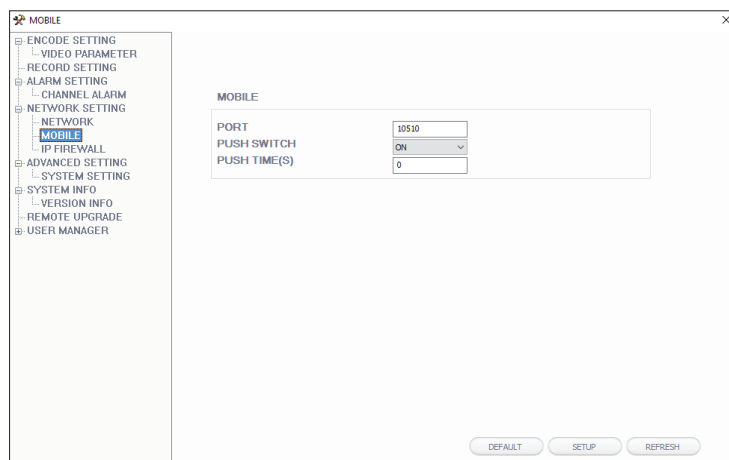 MOBILE
ENCODE SETTING
VIDEO PARAMETER
RECORD SETTING
ALARM SETTING
CHANNEL ALARM
NETWORK SETTING
NETWORK
MOBILE
IP FIREWALL
ADVANCED SETTING
SYSTEM SETTING
SYSTEM INFO
VERSION INFO
REMOTE UPGRADE
USER MANAGER
MOBILE
PORT 10510
PUSH SWITCH ON
PUSH TIME(S) 0
DEFAULT SETUP REFRESH